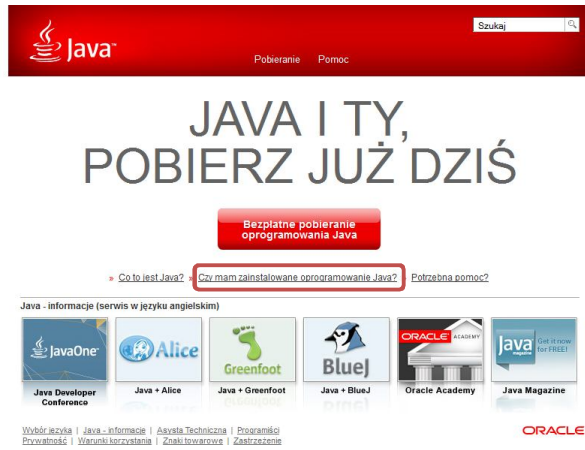 Java™
Szukaj
Pobieranie Pomoc
JAVA I TY,
POBIERZ JUŻ DZIŚ
Bezpłatne pobieranie
oprogramowania Java
» Co to jest Java? » Czy mam zainstalowane oprogramowanie Java? » Potrzebna pomoc?
Java - informacje (serwis w języku angielskim)
JavaOne™ Alice Greenfoot BlueJ ORACLE ACADEMY Java magazine Get it now for FREE!
Java Developer Conference
Java + Alice
Java + Greenfoot
Java + BlueJ
Oracle Academy
Java Magazine
Wybór języka | Java - informacje | Asysta Techniczna | Programiści
Prywatność | Warunki korzystania | Znaki towarowe | Zastrzeżenie
ORACLE